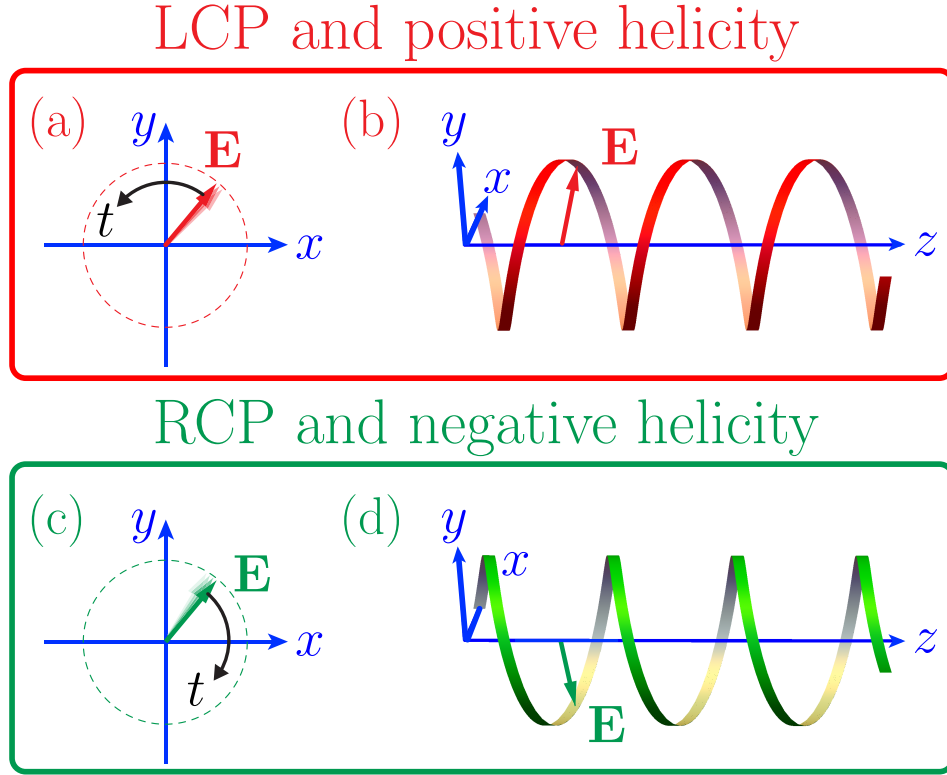 LCP and positive helicity
(a)
y
E
t
x
(b)
y
x
E
z
RCP and negative helicity
(c)
y
E
t
x
(d)
y
x
E
z